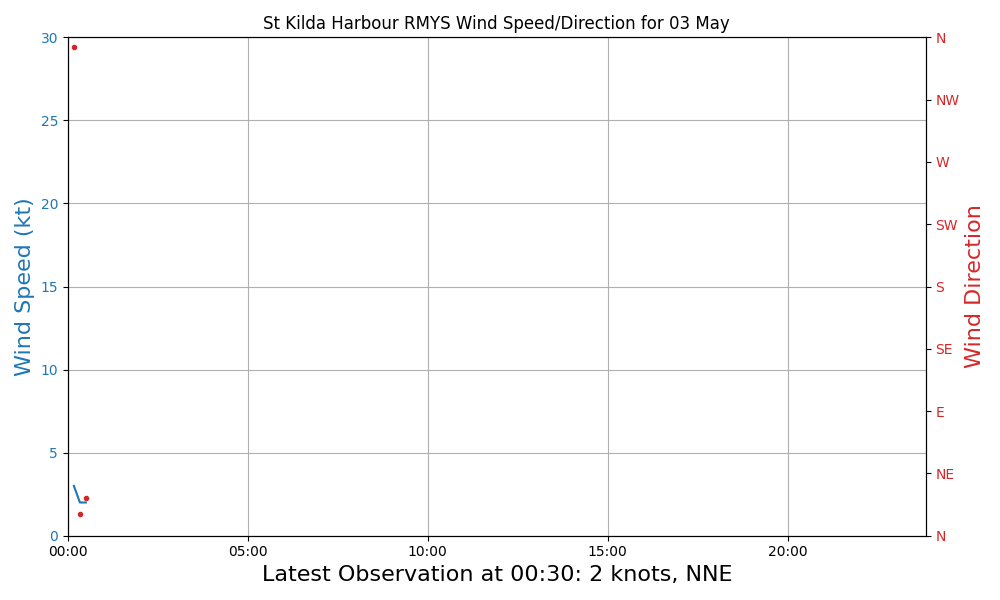 St Kilda Harbour RMYS Wind Speed/Direction for 03 May
30
25
20
15
10
5
0
Wind Speed (kt)
N
NW
W
SW
S
SE
E
NE
N
Wind Direction
00:00 05:00 10:00 15:00 20:00
Latest Observation at 00:30: 2 knots, NNE